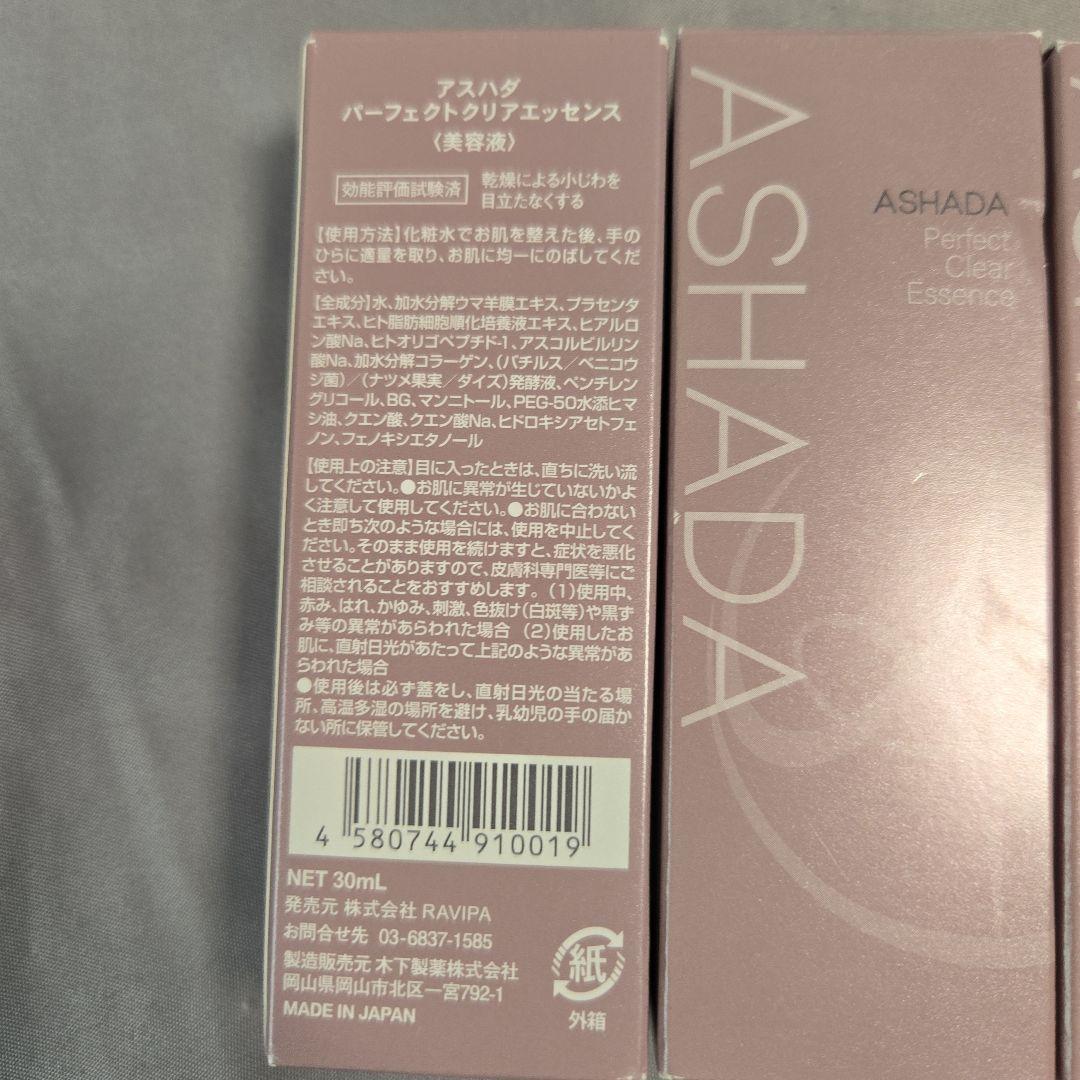 アスハダ
パーフェクトクリアエッセンス
〈美容液〉
効能評価試験済 乾燥による小じわを
目立たなくする
【使用方法】化粧水でお肌を整えた後、手の
ひらに適量を取り、お肌に均一にのばしてくだ
さい。
【全成分】水、加水分解ウマ羊膜エキス、プラセンタ
エキス、ヒト脂肪細胞順化培養液エキス、ヒアルロ
ン酸Na、ヒトオリゴペプチド-1、アスコルビルリン
酸Na、加水分解コラーゲン、(バチルス/ベニコウ
ジ菌)/(ナツメ果実/ダイズ)発酵液、ペンチレン
グリコール、BG、マンニトール、PEG-50水添ヒマ
シ油、クエン酸、クエン酸Na、ヒドロキシアセトフェ
ノン、フェノキシエタノール
【使用上の注意】目に入ったときは、直ちに洗い流
してください。●お肌に異常が生じていないかよ
く注意して使用してください。●お肌に合わない
とき即ち次のような場合には、使用を中止してく
ださい。そのまま使用を続けますと、症状を悪化
させることがありますので、皮膚科専門医等にご
相談されることをおすすめします。(1)使用中、
赤み、はれ、かゆみ、刺激、色抜け(白斑等)や黒ず
み等の異常があらわれた場合 (2)使用したお
肌に、直射日光があたって上記のような異常があ
らわれた場合
●使用後は必ず蓋をし、直射日光の当たる場
所、高温多湿の場所を避け、乳幼児の手の届か
ない所に保管してください。
4 580744 910019
NET 30mL
発売元 株式会社 RAVIPA
お問合せ先 03-6837-1585
製造販売元 木下製薬株式会社
岡山県岡山市北区一宮792-1
MADE IN JAPAN
紙
外箱
ASHADA
ASHADA
Perfect
Clear
Essence